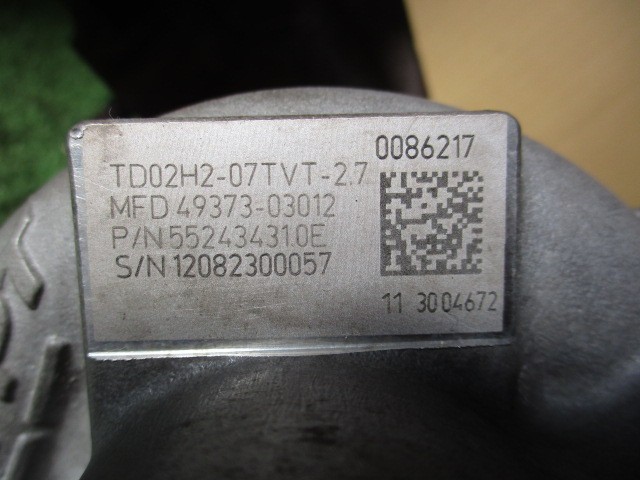 0086217
TD02H2-07TVT-2.7
MFD 49373-03012
P/N 552434310E
S/N 12082300057
11 3004672